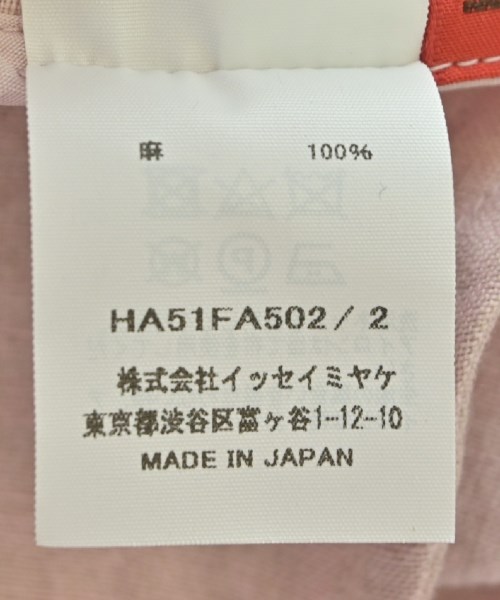 麻 100%
HA51FA502/ 2
株式会社イッセイミヤケ
東京都渋谷区富ヶ谷1-12-10
MADE IN JAPAN